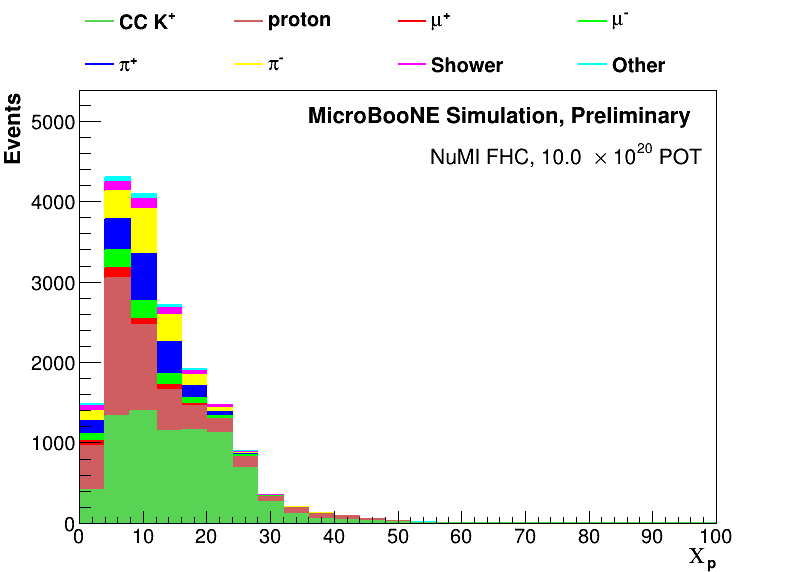 CC K⁺ proton μ⁺ μ⁻
π⁺ π⁻ Shower Other
Events
MicroBooNE Simulation, Preliminary
NuMI FHC, 10.0 × 10²⁰ POT
5000
4000
3000
2000
1000
0
0 10 20 30 40 50 60 70 80 90 100
Xₚ